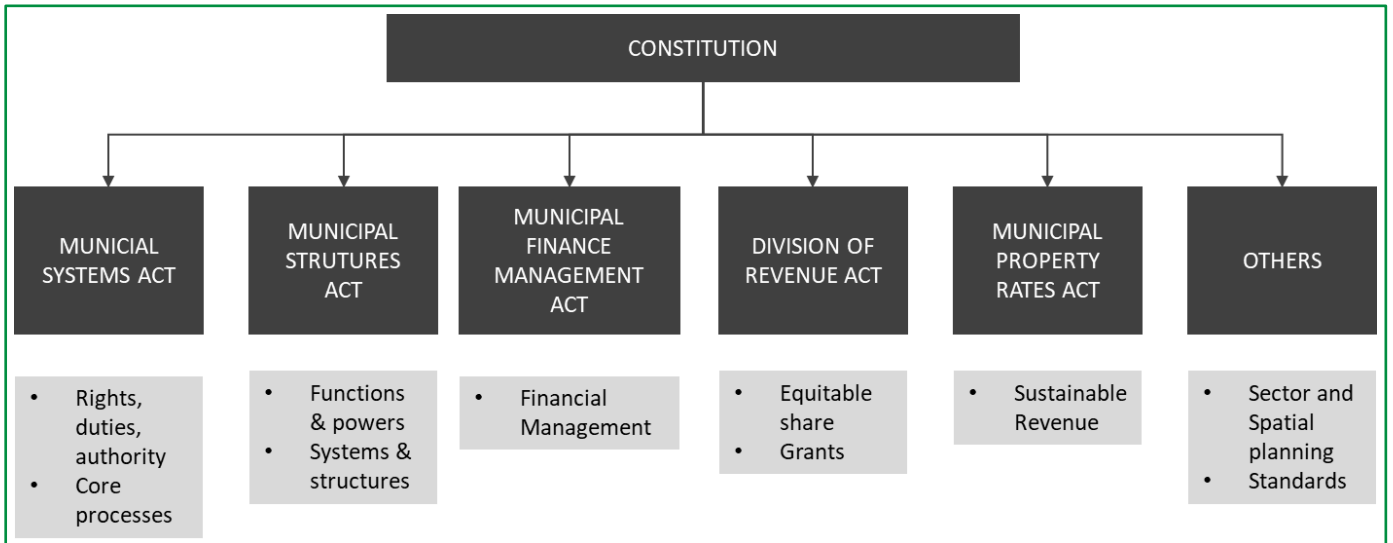 CONSTITUTION
MUNICIAL
SYSTEMS ACT
MUNICIPAL
STRUTURES
ACT
MUNICIPAL
FINANCE
MANAGEMENT
ACT
DIVISION OF
REVENUE ACT
MUNICIPAL
PROPERTY
RATES ACT
OTHERS
• Rights,
duties,
authority
• Core
processes
• Functions
& powers
• Systems &
structures
• Financial
Management
• Equitable
share
• Grants
• Sustainable
Revenue
• Sector and
Spatial
planning
• Standards